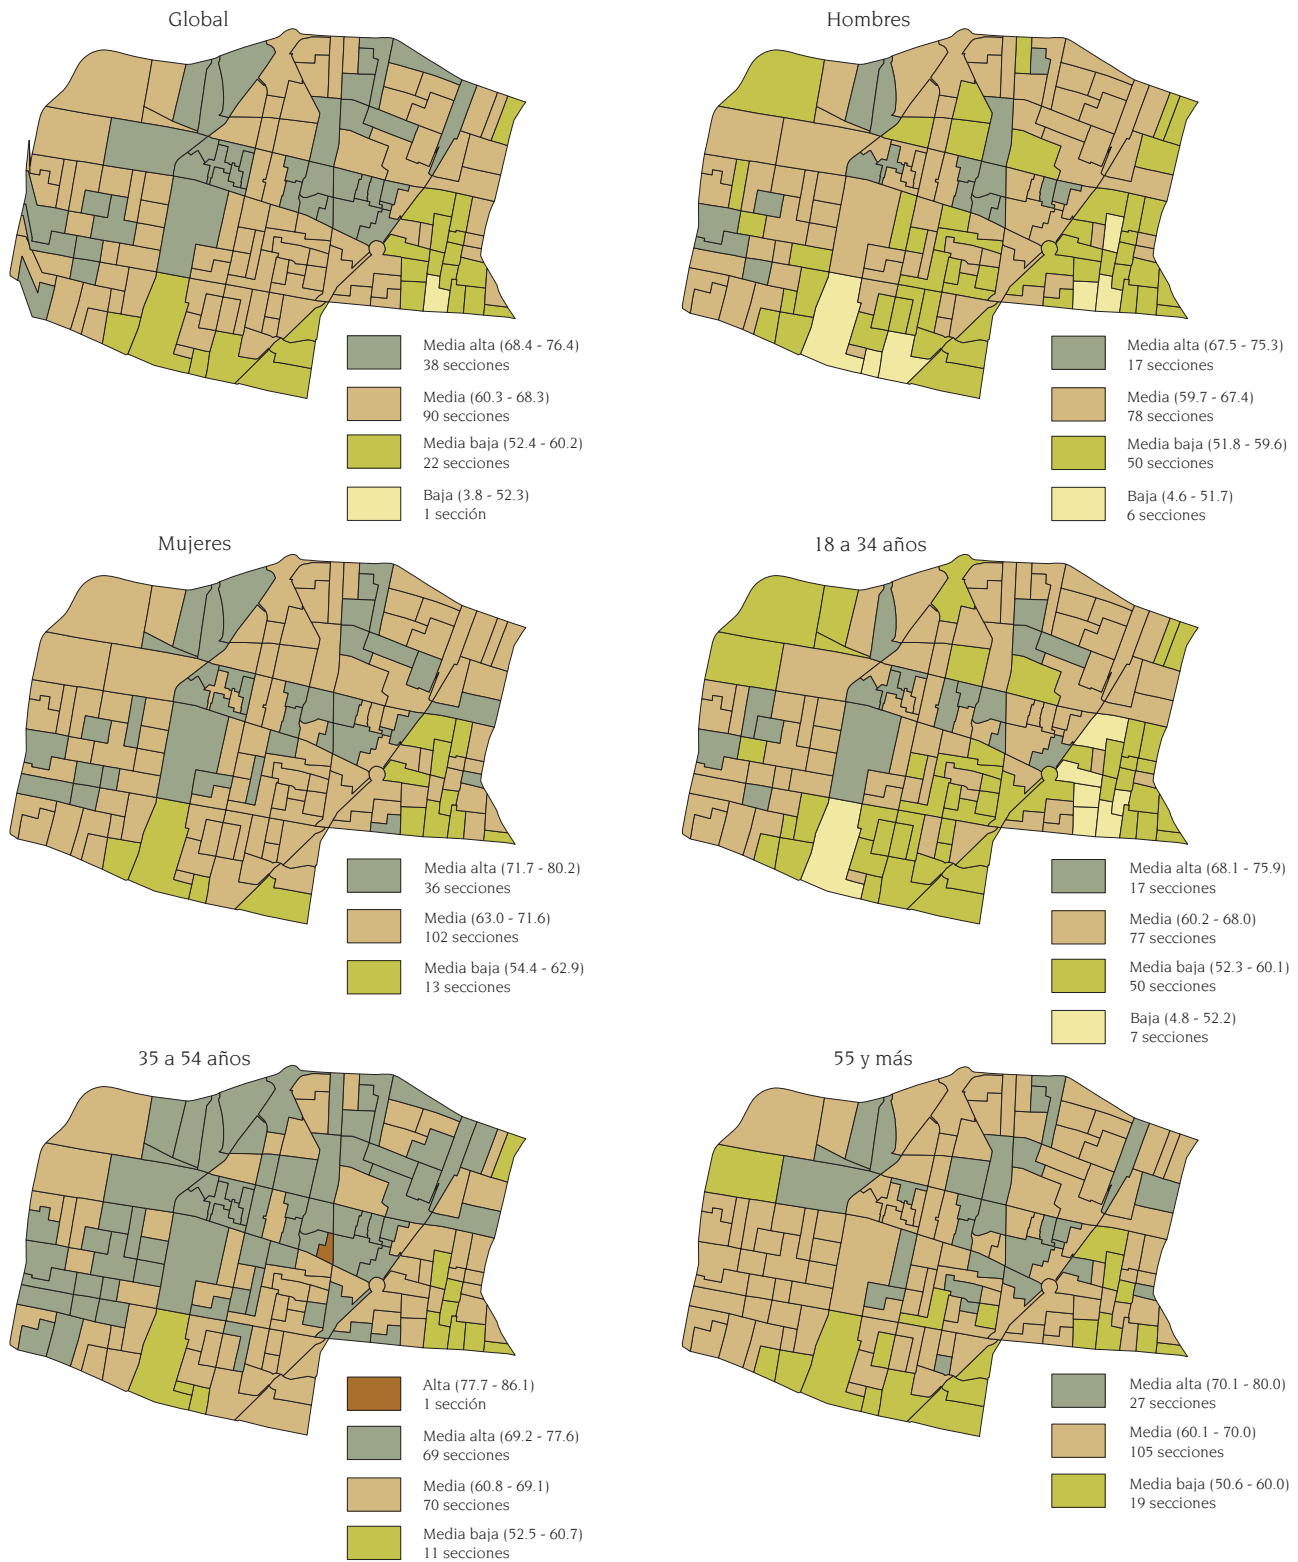 Global
Media alta (68.4 - 76.4)
38 secciones
Media (60.3 - 68.3)
90 secciones
Media baja (52.4 - 60.2)
22 secciones
Baja (3.8 - 52.3)
1 sección
Hombres
Media alta (67.5 - 75.3)
17 secciones
Media (59.7 - 67.4)
78 secciones
Media baja (51.8 - 59.6)
50 secciones
Baja (4.6 - 51.7)
6 secciones
Mujeres
Media alta (71.7 - 80.2)
36 secciones
Media (63.0 - 71.6)
102 secciones
Media baja (54.4 - 62.9)
13 secciones
18 a 34 años
Media alta (68.1 - 75.9)
17 secciones
Media (60.2 - 68.0)
77 secciones
Media baja (52.3 - 60.1)
50 secciones
Baja (4.8 - 52.2)
7 secciones
35 a 54 años
Alta (77.7 - 86.1)
1 sección
Media alta (69.2 - 77.6)
69 secciones
Media (60.8 - 69.1)
70 secciones
Media baja (52.5 - 60.7)
11 secciones
55 y más
Media alta (70.1 - 80.0)
27 secciones
Media (60.1 - 70.0)
105 secciones
Media baja (50.6 - 60.0)
19 secciones